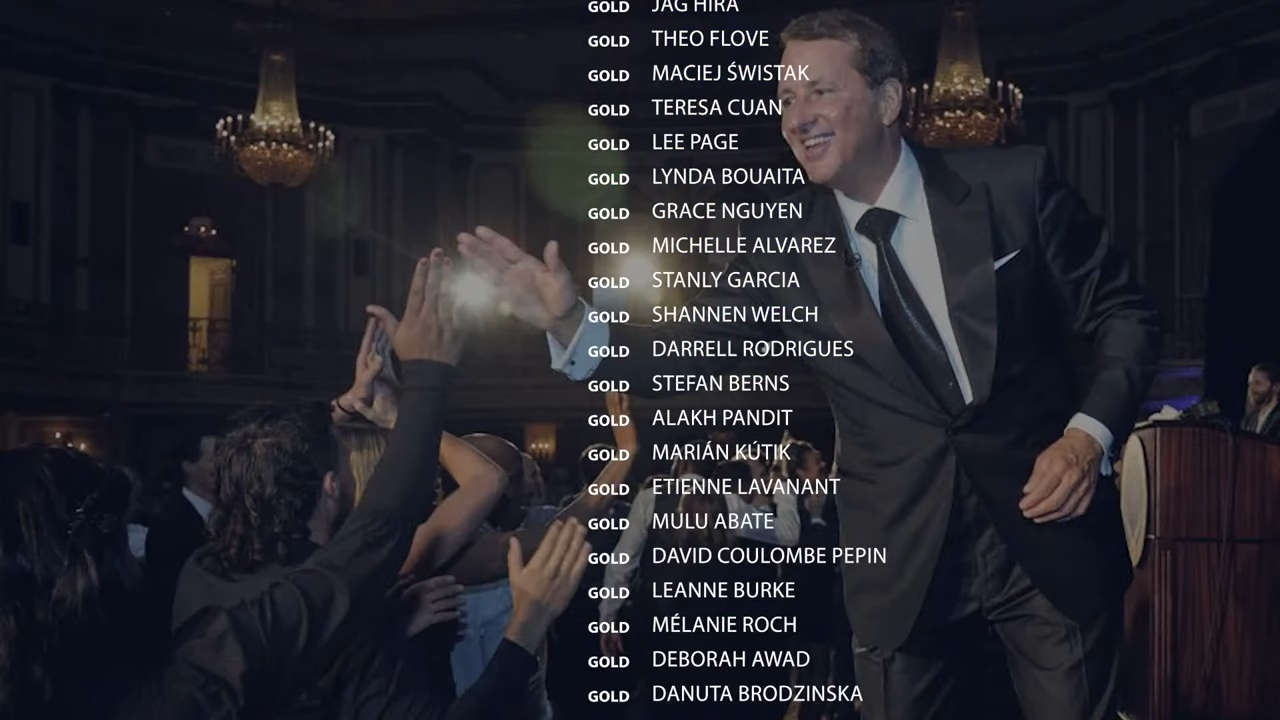 GOLD JAG HIRA
GOLD THEO FLOVE
GOLD MACIEJ ŚWISTAK
GOLD TERESA CUAN
GOLD LEE PAGE
GOLD LYNDA BOUAITA
GOLD GRACE NGUYEN
GOLD MICHELLE ALVAREZ
GOLD STANLY GARCIA
GOLD SHANNEN WELCH
GOLD DARRELL RODRIGUES
GOLD STEFAN BERNS
GOLD ALAKH PANDIT
GOLD MARIÁN KÚTIK
GOLD ETIENNE LAVANANT
GOLD MULU ABATE
GOLD DAVID COULOMBE PEPIN
GOLD LEANNE BURKE
GOLD MÉLANIE ROCH
GOLD DEBORAH AWAD
GOLD DANUTA BRODZINSKA